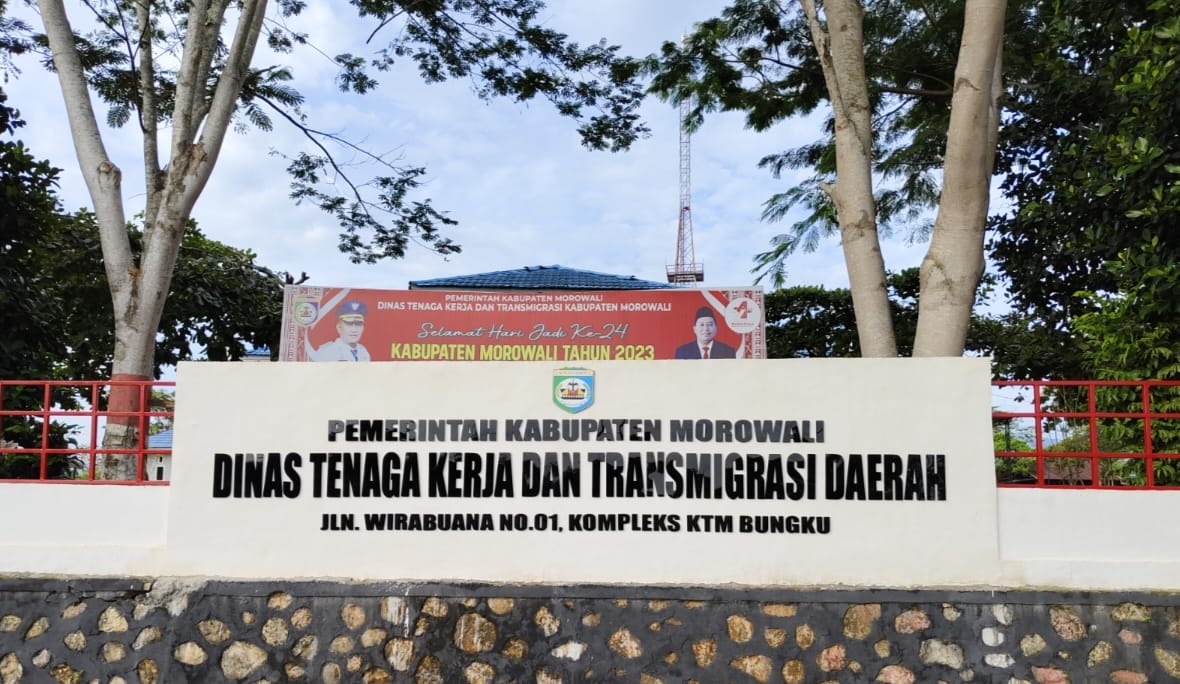 PEMERINTAH KABUPATEN MOROWALI
DINAS TENAGA KERJA DAN TRANSMIGRASI KABUPATEN MOROWALI
Selamat Hari Jadi Ke-24
KABUPATEN MOROWALI TAHUN 2023
PEMERINTAH KABUPATEN MOROWALI
DINAS TENAGA KERJA DAN TRANSMIGRASI DAERAH
JLN. WIRABUANA NO.01, KOMPLEKS KTM BUNGKU